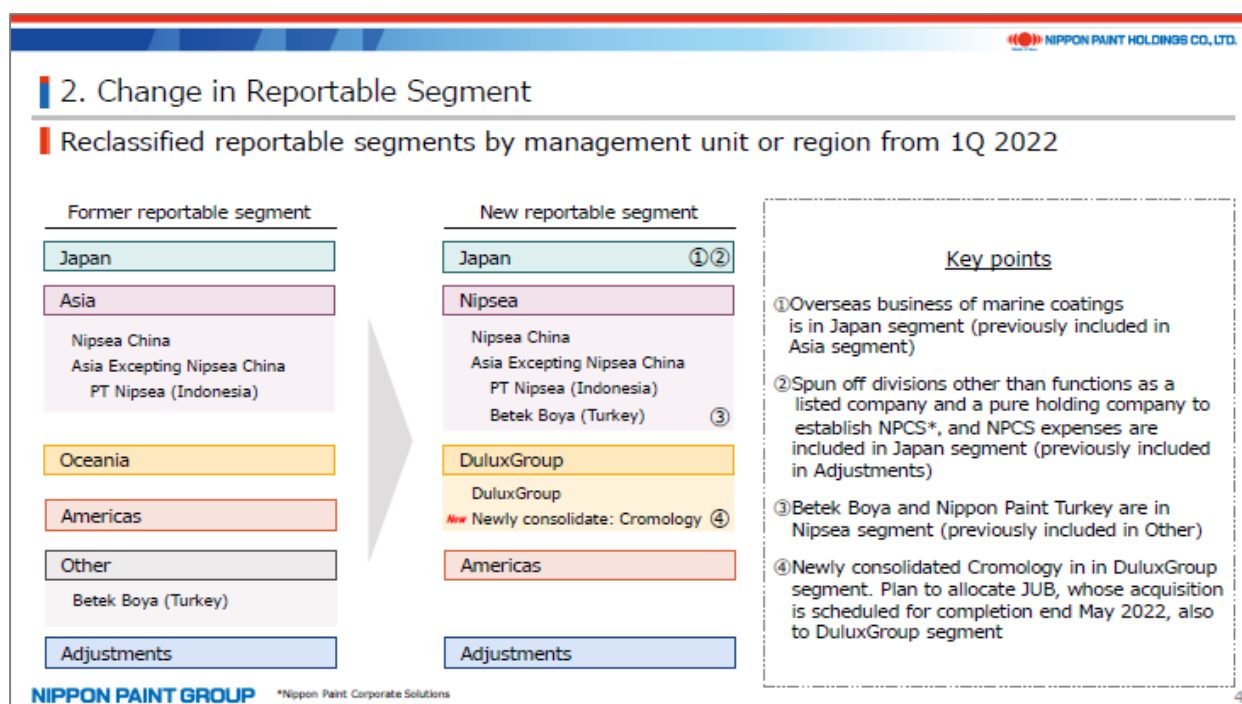 NIPPON PAINT HOLDINGS CO., LTD.
2. Change in Reportable Segment
Reclassified reportable segments by management unit or region from 1Q 2022
Former reportable segment
Japan
Asia
Nipsea China
Asia Excepting Nipsea China
PT Nipsea (Indonesia)
Oceania
Americas
Other
Betek Boya (Turkey)
Adjustments
New reportable segment
Japan ①②
Nipsea
Nipsea China
Asia Excepting Nipsea China
PT Nipsea (Indonesia)
Betek Boya (Turkey) ③
DuluxGroup
DuluxGroup
New Newly consolidate: Cromology ④
Americas
Adjustments
Key points
①Overseas business of marine coatings
is in Japan segment (previously included in
Asia segment)
②Spun off divisions other than functions as a
listed company and a pure holding company to
establish NPCS*, and NPCS expenses are
included in Japan segment (previously included
in Adjustments)
③Betek Boya and Nippon Paint Turkey are in
Nipsea segment (previously included in Other)
④Newly consolidated Cromology in in DuluxGroup
segment. Plan to allocate JUB, whose acquisition
is scheduled for completion end May 2022, also
to DuluxGroup segment
NIPPON PAINT GROUP
*Nippon Paint Corporate Solutions
4